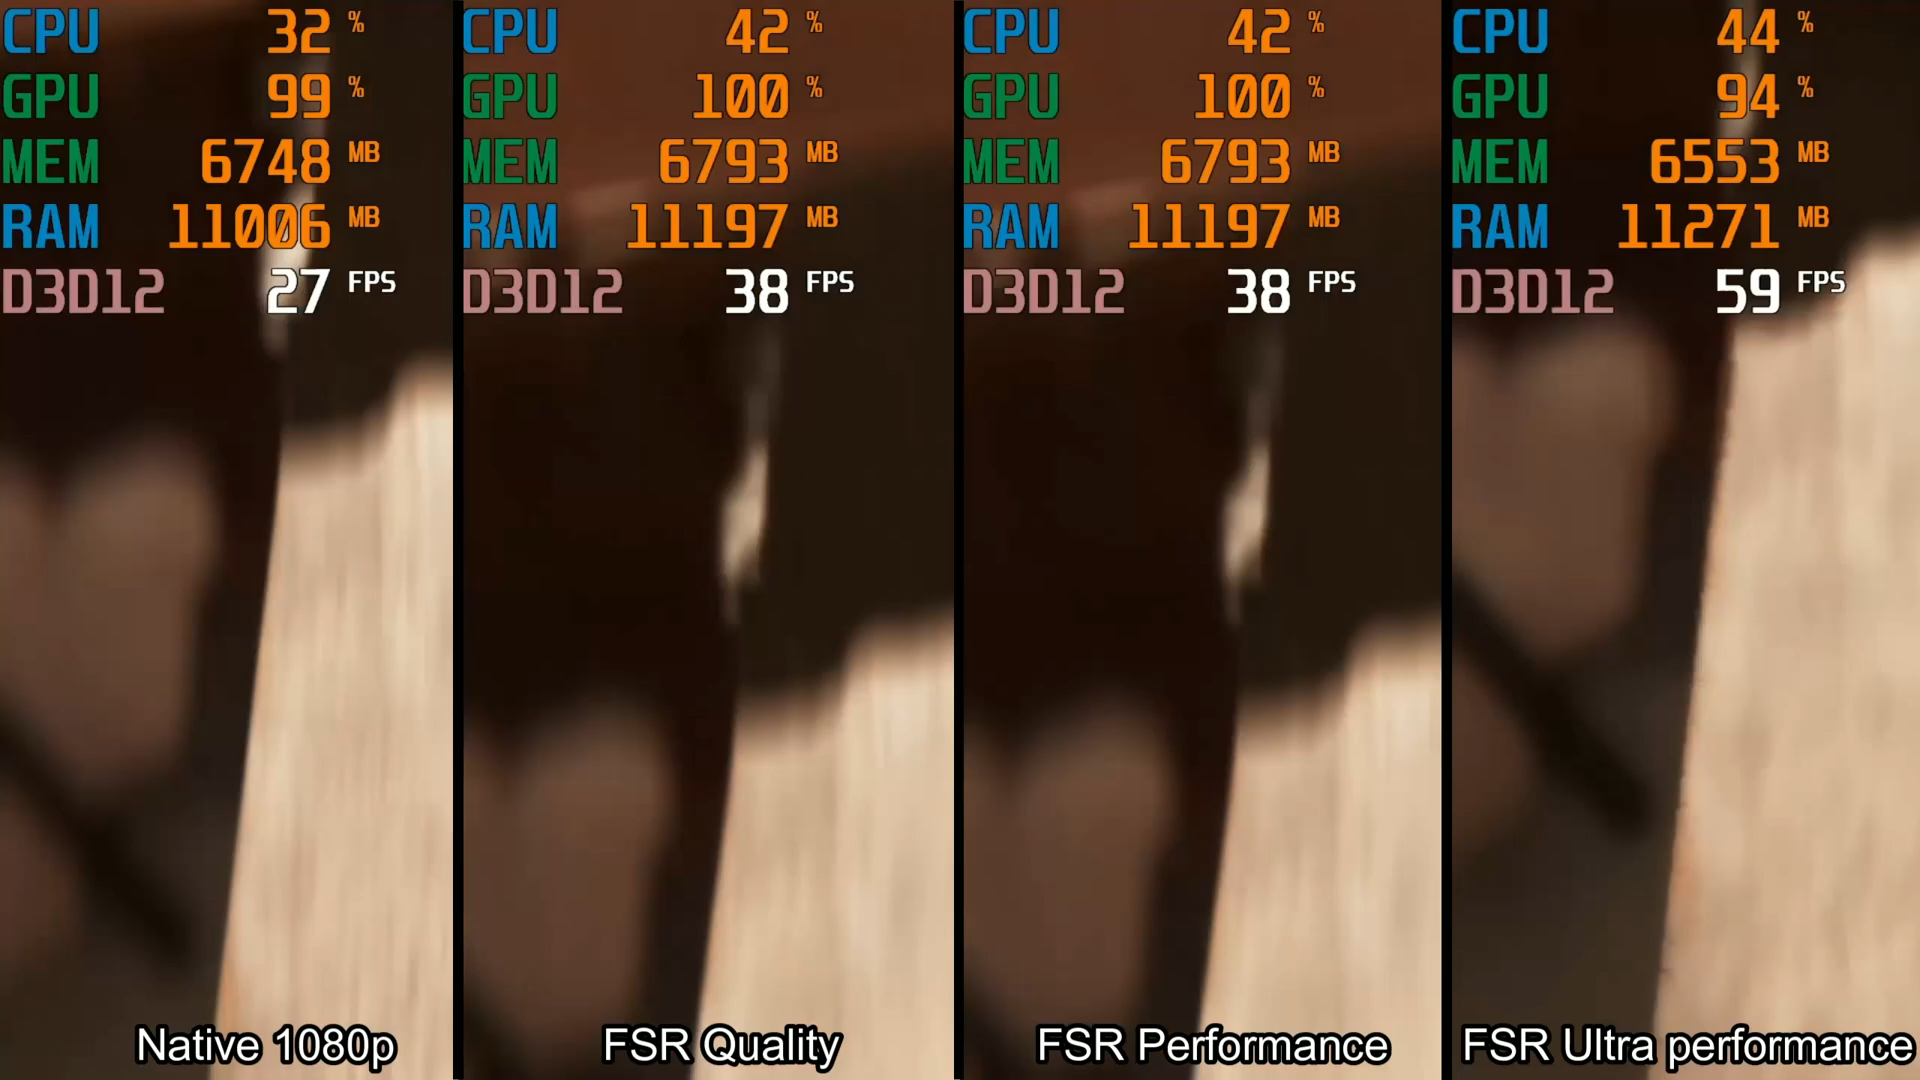 CPU 32 %
GPU 99 %
MEM 6748 MB
RAM 11006 MB
D3D12 27 FPS
Native 1080p
CPU 42 %
GPU 100 %
MEM 6793 MB
RAM 11197 MB
D3D12 38 FPS
FSR Quality
CPU 42 %
GPU 100 %
MEM 6793 MB
RAM 11197 MB
D3D12 38 FPS
FSR Performance
CPU 44 %
GPU 94 %
MEM 6553 MB
RAM 11271 MB
D3D12 59 FPS
FSR Ultra performance